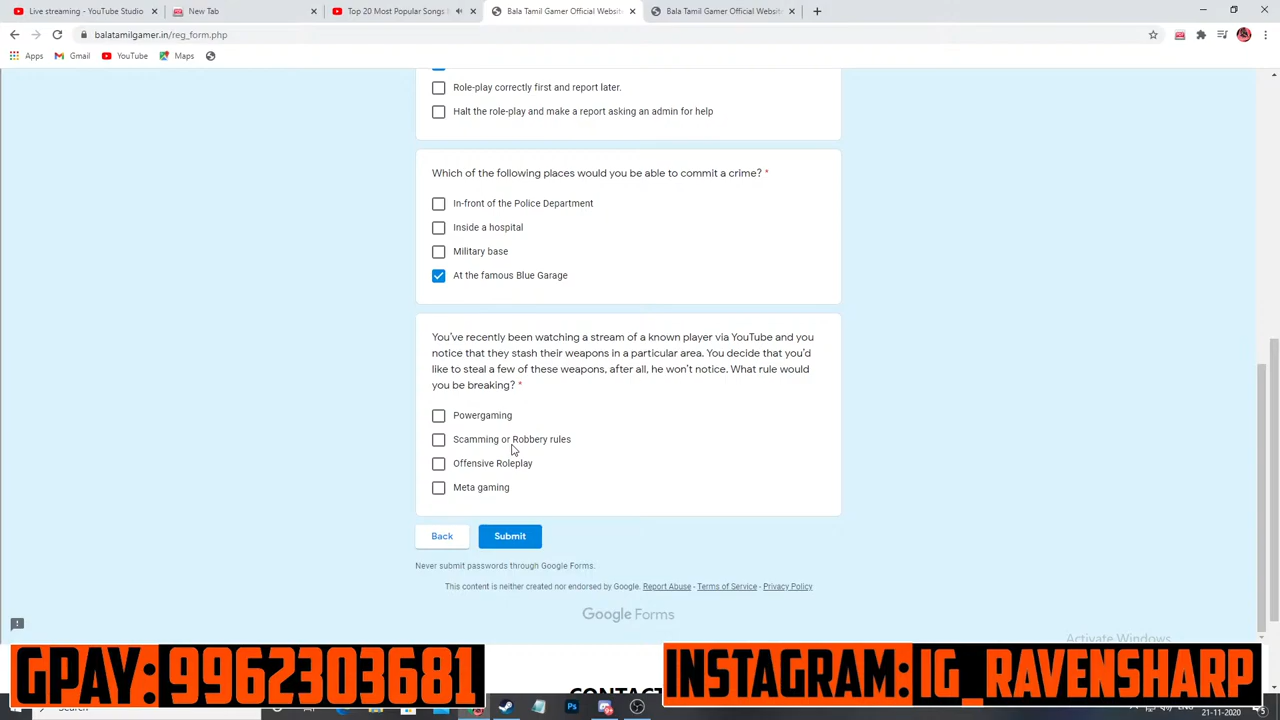 Live streaming - YouTube Studio
New Tab
Top 20 Most Popular Songs
Bala Tamil Gamer Official Website
Bala Tamil Gamer Official Website
balatamilgamer.in/reg_form.php
Apps
Gmail
YouTube
Maps
Role-play correctly first and report later.
Halt the role-play and make a report asking an admin for help
Which of the following places would you be able to commit a crime? *
In-front of the Police Department
Inside a hospital
Military base
At the famous Blue Garage
You've recently been watching a stream of a known player via YouTube and you
notice that they stash their weapons in a particular area. You decide that you'd
like to steal a few of these weapons, after all, he won't notice. What rule would
you be breaking? *
Powergaming
Scamming or Robbery rules
Offensive Roleplay
Meta gaming
Back
Submit
Never submit passwords through Google Forms.
This content is neither created nor endorsed by Google. Report Abuse - Terms of Service - Privacy Policy
Google Forms
Activate Windows
GPAY:9962303681
CONTACT
INSTAGRAM:IG_RAVENSHARP
21-11-2020